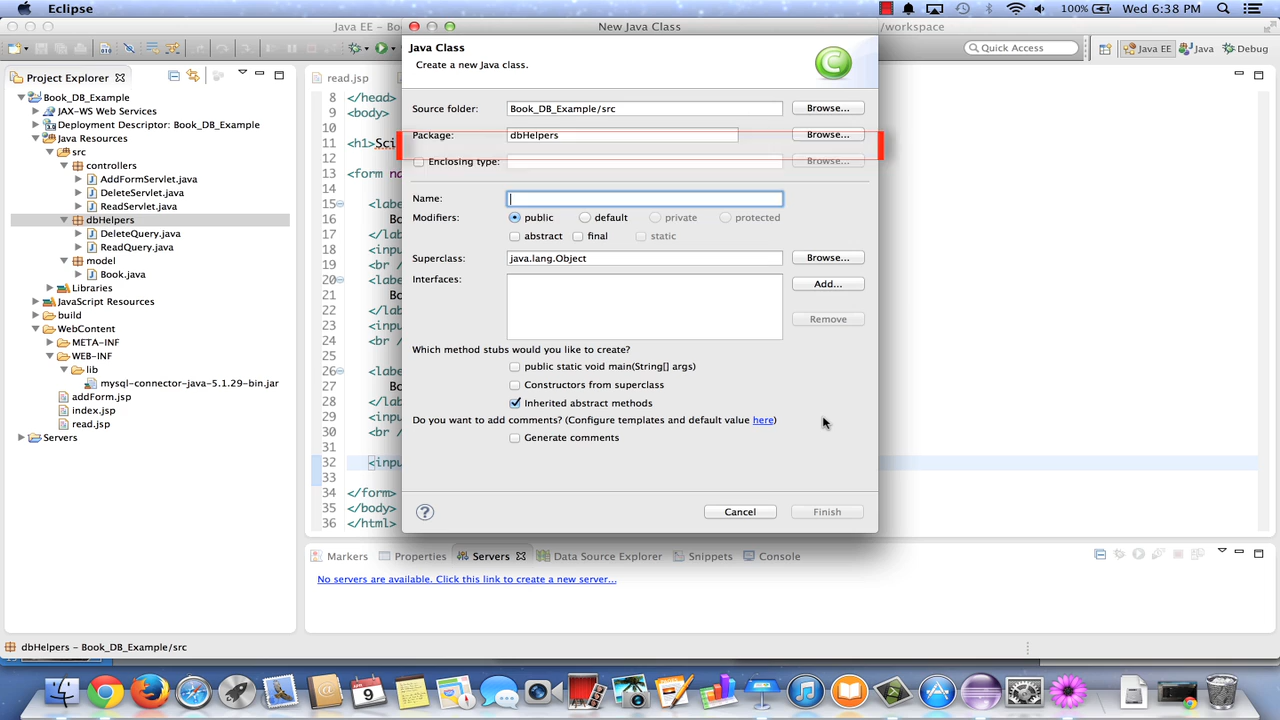 Eclipse
100%
Wed 6:38 PM
Java EE - Bo
New Java Class
/workspace
Quick Access
Java EE
Java
Debug
Project Explorer
Book_DB_Example
JAX-WS Web Services
Deployment Descriptor: Book_DB_Example
Java Resources
src
controllers
AddFormServlet.java
DeleteServlet.java
ReadServlet.java
dbHelpers
DeleteQuery.java
ReadQuery.java
model
Book.java
Libraries
JavaScript Resources
build
WebContent
META-INF
WEB-INF
lib
mysql-connector-java-5.1.29-bin.jar
addForm.jsp
index.jsp
read.jsp
Servers
read.jsp
8 </head>
9 <body>
10
11 <h1>Sci
12
13 <form na
14
15 <labe
16 Bo
17 </lab
18 <inpu
19 <br /
20 <labe
21 Bo
22 </lab
23 <inpu
24 <br /
25
26 <labe
27 Bo
28 </lab
29 <inpu
30 <br /
31
32 <inpu
33
34 </form>
35 </body>
36 </html>
Java Class
Create a new Java class.
Source folder: Book_DB_Example/src Browse...
Package: dbHelpers Browse...
Enclosing type: Browse...
Name:
Modifiers: public default private protected
abstract final static
Superclass: java.lang.Object Browse...
Interfaces: Add...
Remove
Which method stubs would you like to create?
public static void main(String[] args)
Constructors from superclass
Inherited abstract methods
Do you want to add comments? (Configure templates and default value here)
Generate comments
Cancel Finish
Markers Properties Servers Data Source Explorer Snippets Console
No servers are available. Click this link to create a new server...
dbHelpers - Book_DB_Example/src